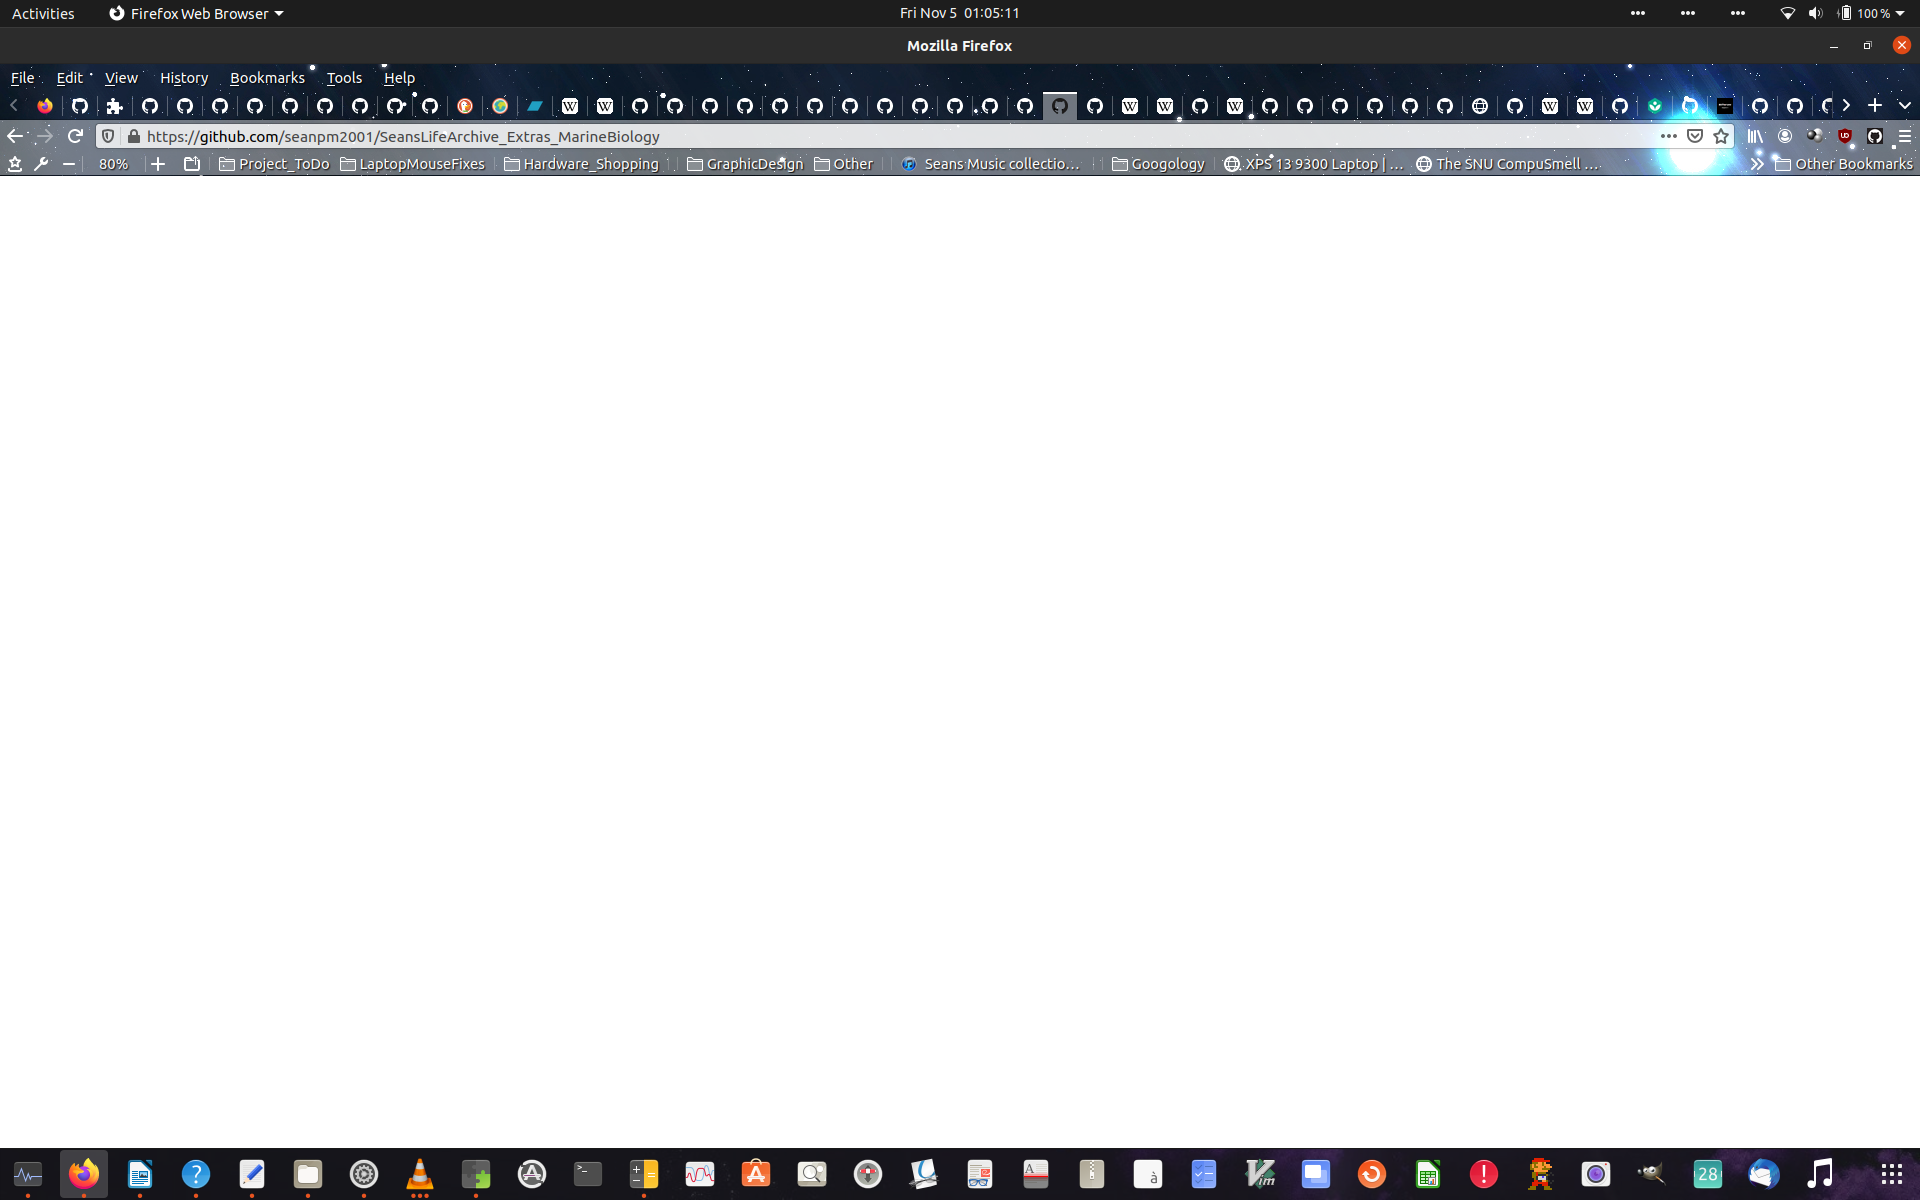 Activities Firefox Web Browser Fri Nov 5 01:05:11 100 %
Mozilla Firefox
File Edit View History Bookmarks Tools Help
https://github.com/seanpm2001/SeansLifeArchive_Extras_MarineBiology
80% Project_ToDo LaptopMouseFixes Hardware_Shopping GraphicDesign Other Seans Music collectio... Googology XPS 13 9300 Laptop | ... The SNU CompuSmell ... Other Bookmarks
28